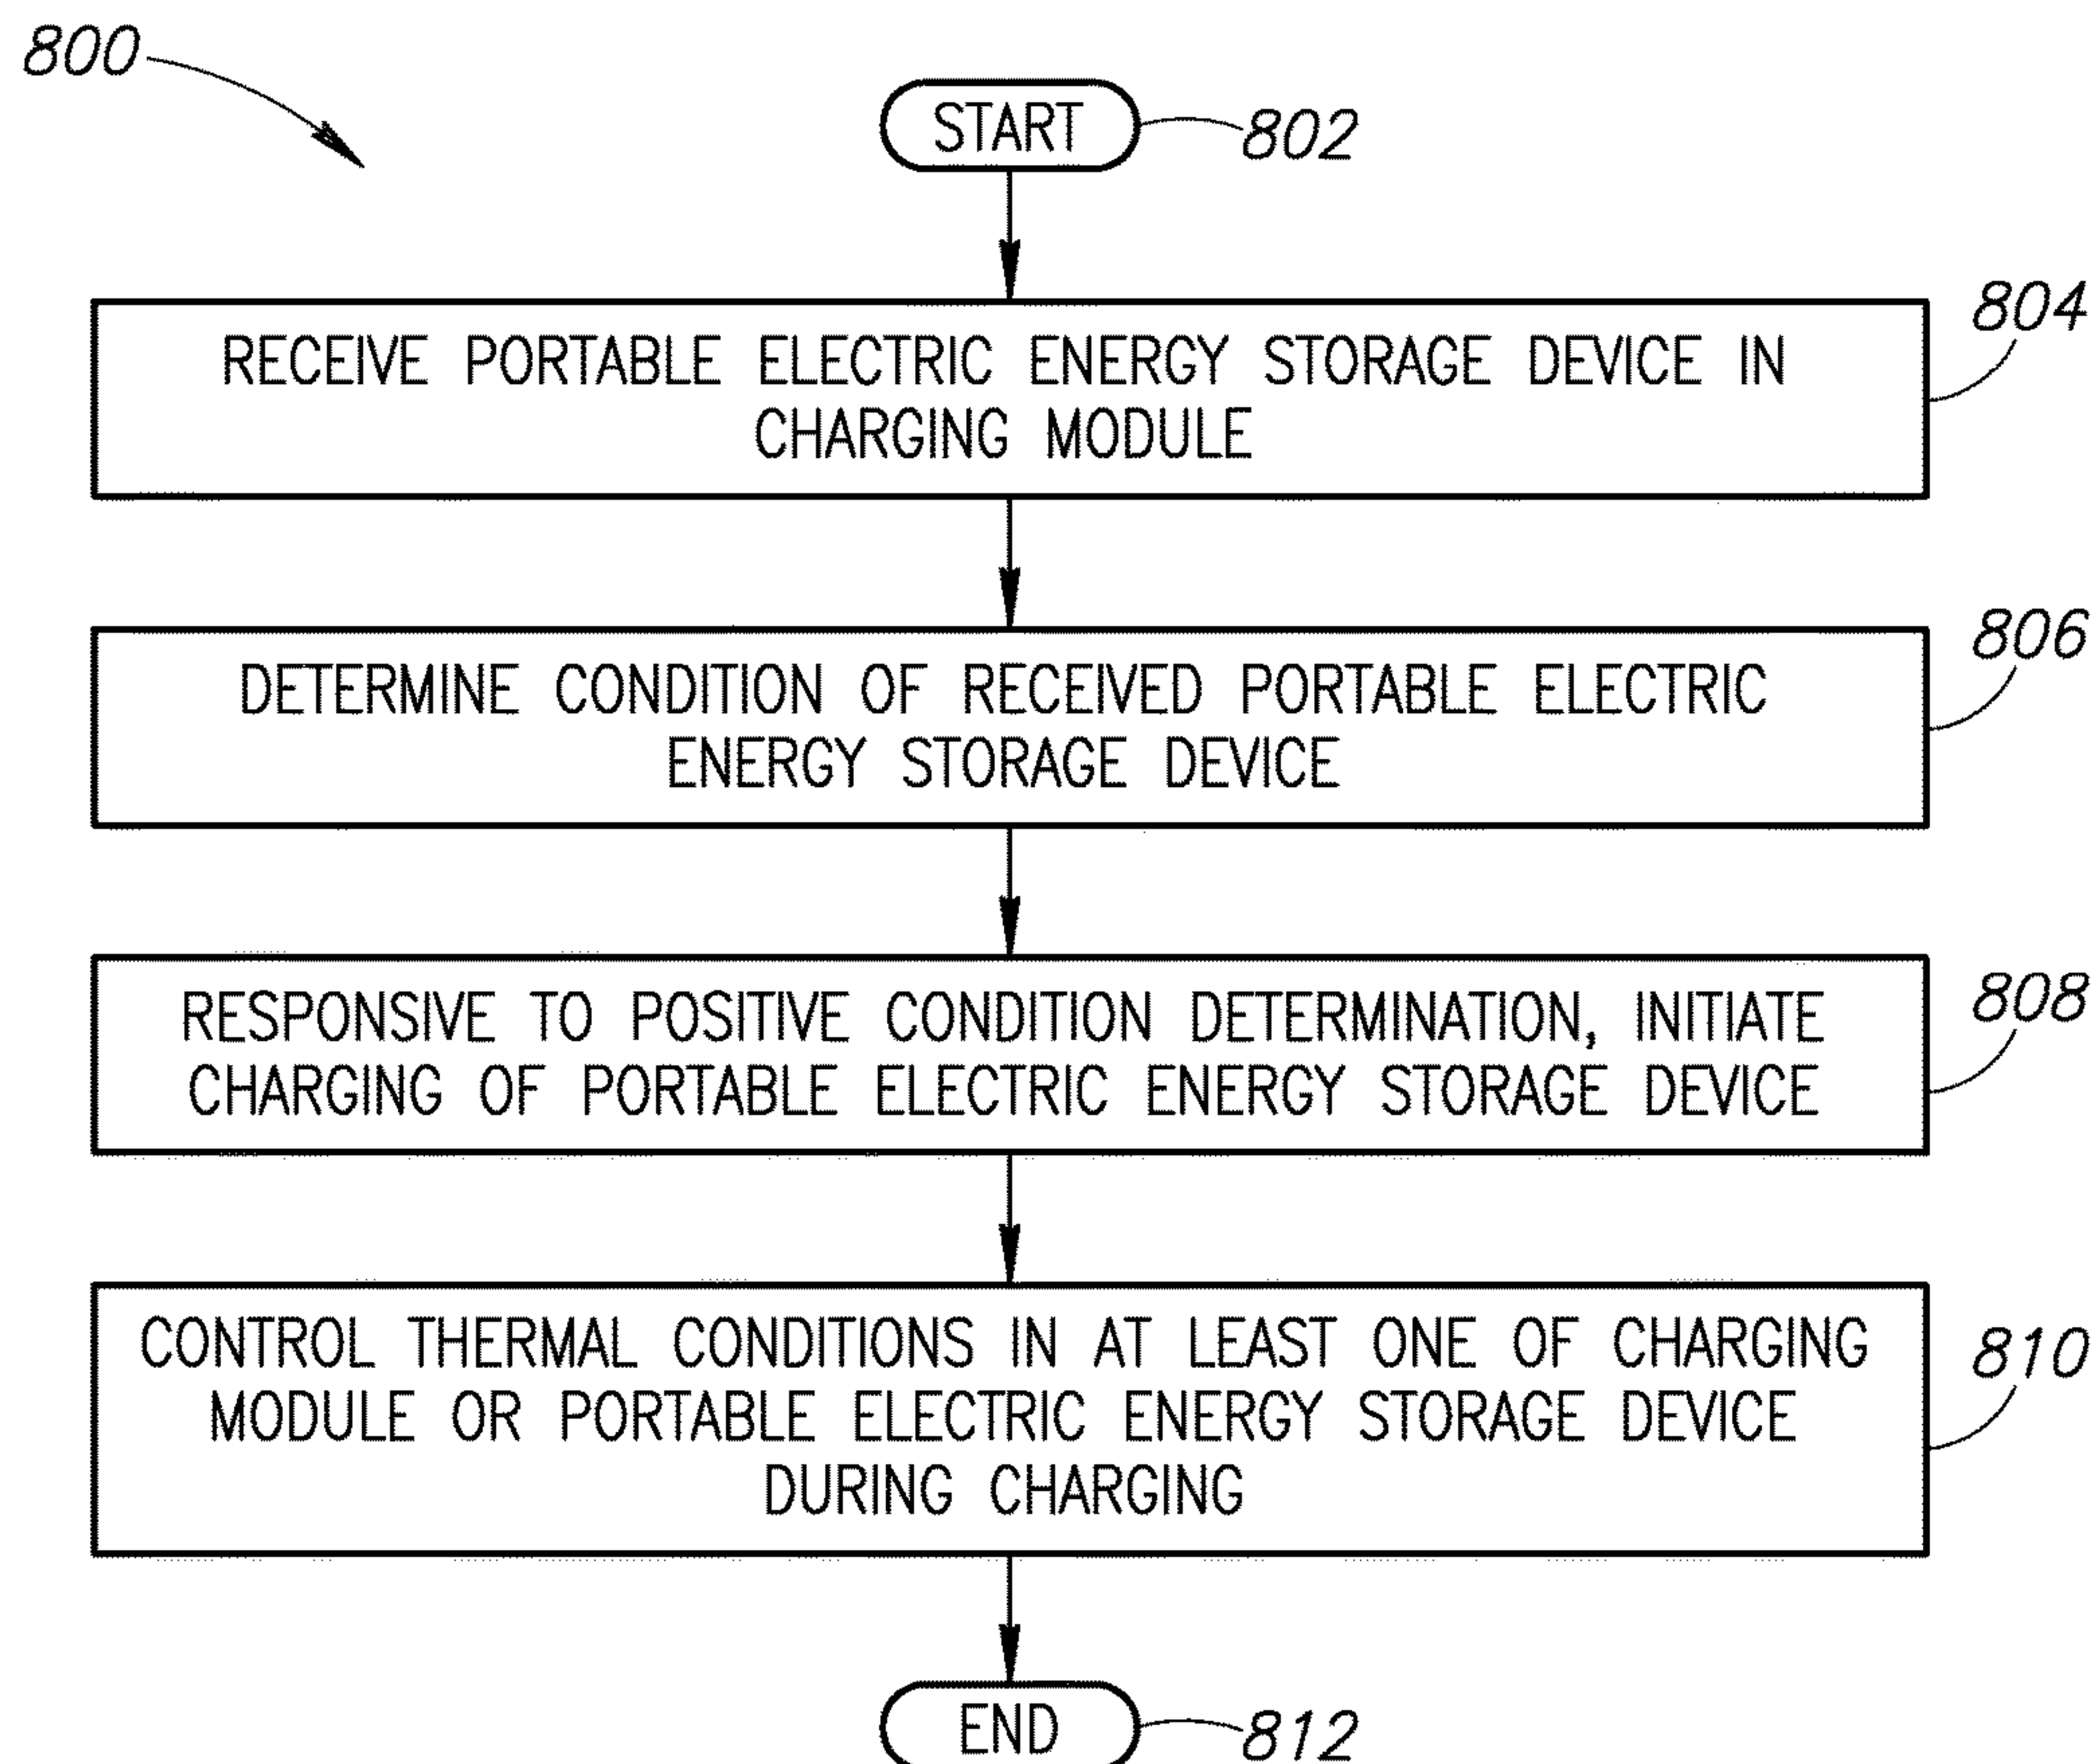 800
START
802
RECEIVE PORTABLE ELECTRIC ENERGY STORAGE DEVICE IN
CHARGING MODULE
804
DETERMINE CONDITION OF RECEIVED PORTABLE ELECTRIC
ENERGY STORAGE DEVICE
806
RESPONSIVE TO POSITIVE CONDITION DETERMINATION, INITIATE
CHARGING OF PORTABLE ELECTRIC ENERGY STORAGE DEVICE
808
CONTROL THERMAL CONDITIONS IN AT LEAST ONE OF CHARGING
MODULE OR PORTABLE ELECTRIC ENERGY STORAGE DEVICE
DURING CHARGING
810
END
812